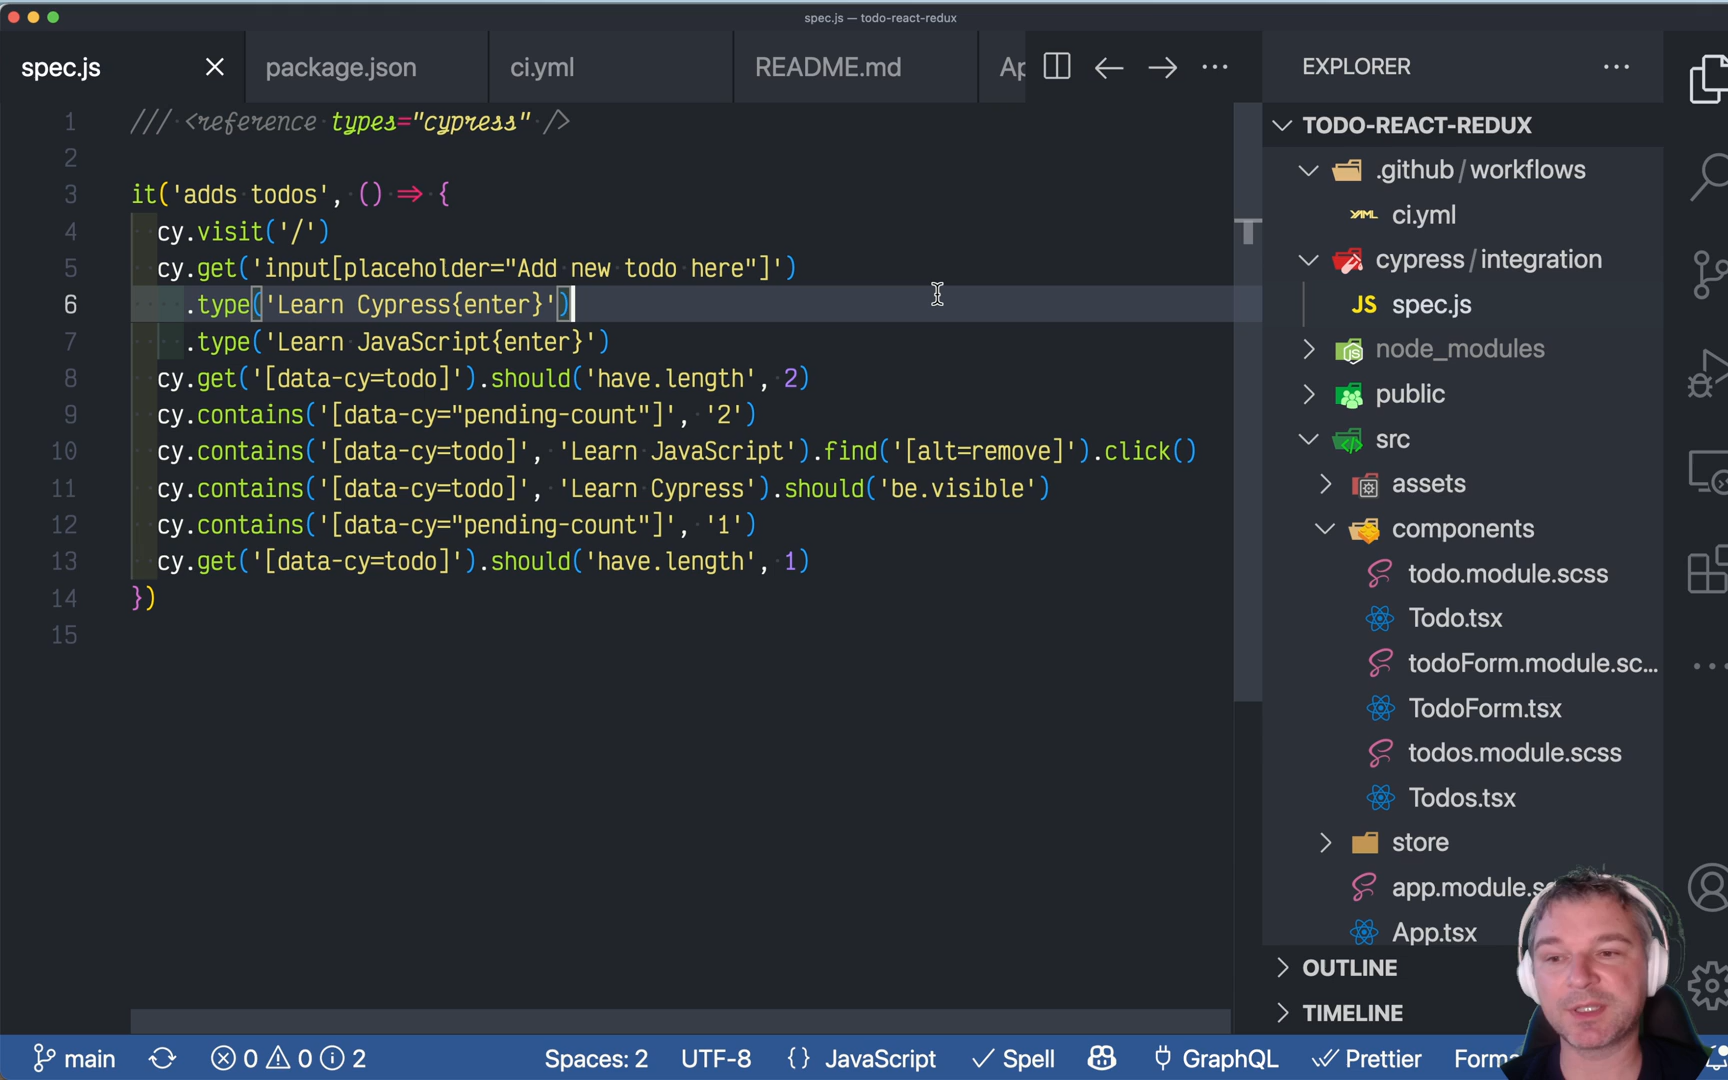 spec.js — todo-react-redux
spec.js
package.json
ci.yml
README.md
Ap
EXPLORER
1 /// <reference types="cypress" />
2
3 it('adds todos', () => {
4 cy.visit('/')
5 cy.get('input[placeholder="Add new todo here"]')
6 .type('Learn Cypress{enter}')
7 .type('Learn JavaScript{enter}')
8 cy.get('[data-cy=todo]').should('have.length', 2)
9 cy.contains('[data-cy="pending-count"]', '2')
10 cy.contains('[data-cy=todo]', 'Learn JavaScript').find('[alt=remove]').click()
11 cy.contains('[data-cy=todo]', 'Learn Cypress').should('be.visible')
12 cy.contains('[data-cy="pending-count"]', '1')
13 cy.get('[data-cy=todo]').should('have.length', 1)
14 })
15
TODO-REACT-REDUX
.github/workflows
YAML ci.yml
cypress/integration
JS spec.js
node_modules
public
src
assets
components
todo.module.scss
Todo.tsx
todoForm.module.sc...
TodoForm.tsx
todos.module.scss
Todos.tsx
store
app.module.sc
App.tsx
OUTLINE
TIMELINE
main 0 0 2 Spaces: 2 UTF-8 {} JavaScript Spell GraphQL Prettier Forma